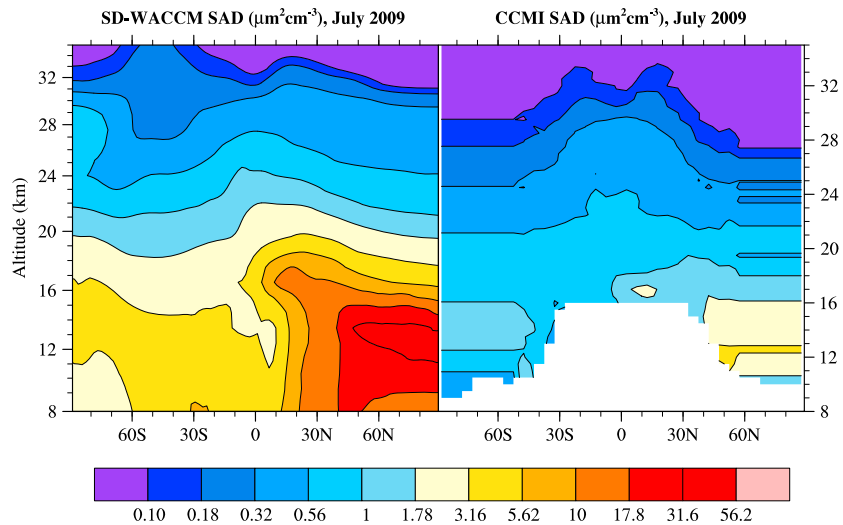 SD-WACCM SAD (μm²cm⁻³), July 2009
CCMI SAD (μm²cm⁻³), July 2009
Altitude (km)
32
28
24
20
16
12
8
32
28
24
20
16
12
8
60S 30S 0 30N 60N
60S 30S 0 30N 60N
0.10 0.18 0.32 0.56 1 1.78 3.16 5.62 10 17.8 31.6 56.2